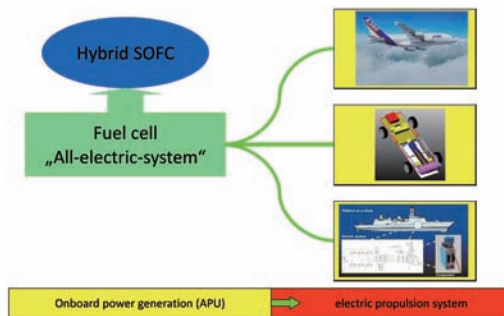 Hybrid SOFC
Fuel cell
„All-electric-system“
Onboard power generation (APU)
electric propulsion system